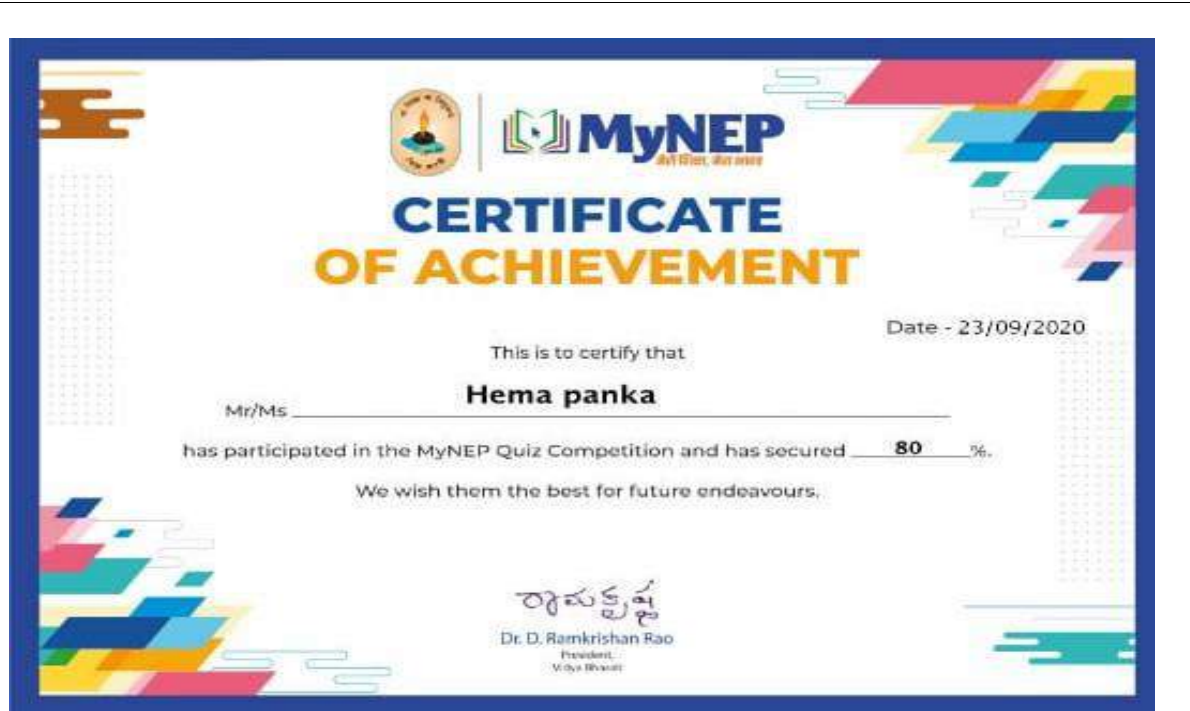 MyNEP
CERTIFICATE
OF ACHIEVEMENT
Date - 23/09/2020
This is to certify that
Mr/Ms Hema panka
has participated in the MyNEP Quiz Competition and has secured 80 %.
We wish them the best for future endeavours.
రామకృష్ణ
Dr. D. Ramkrishan Rao
President,
Vidya Bharati